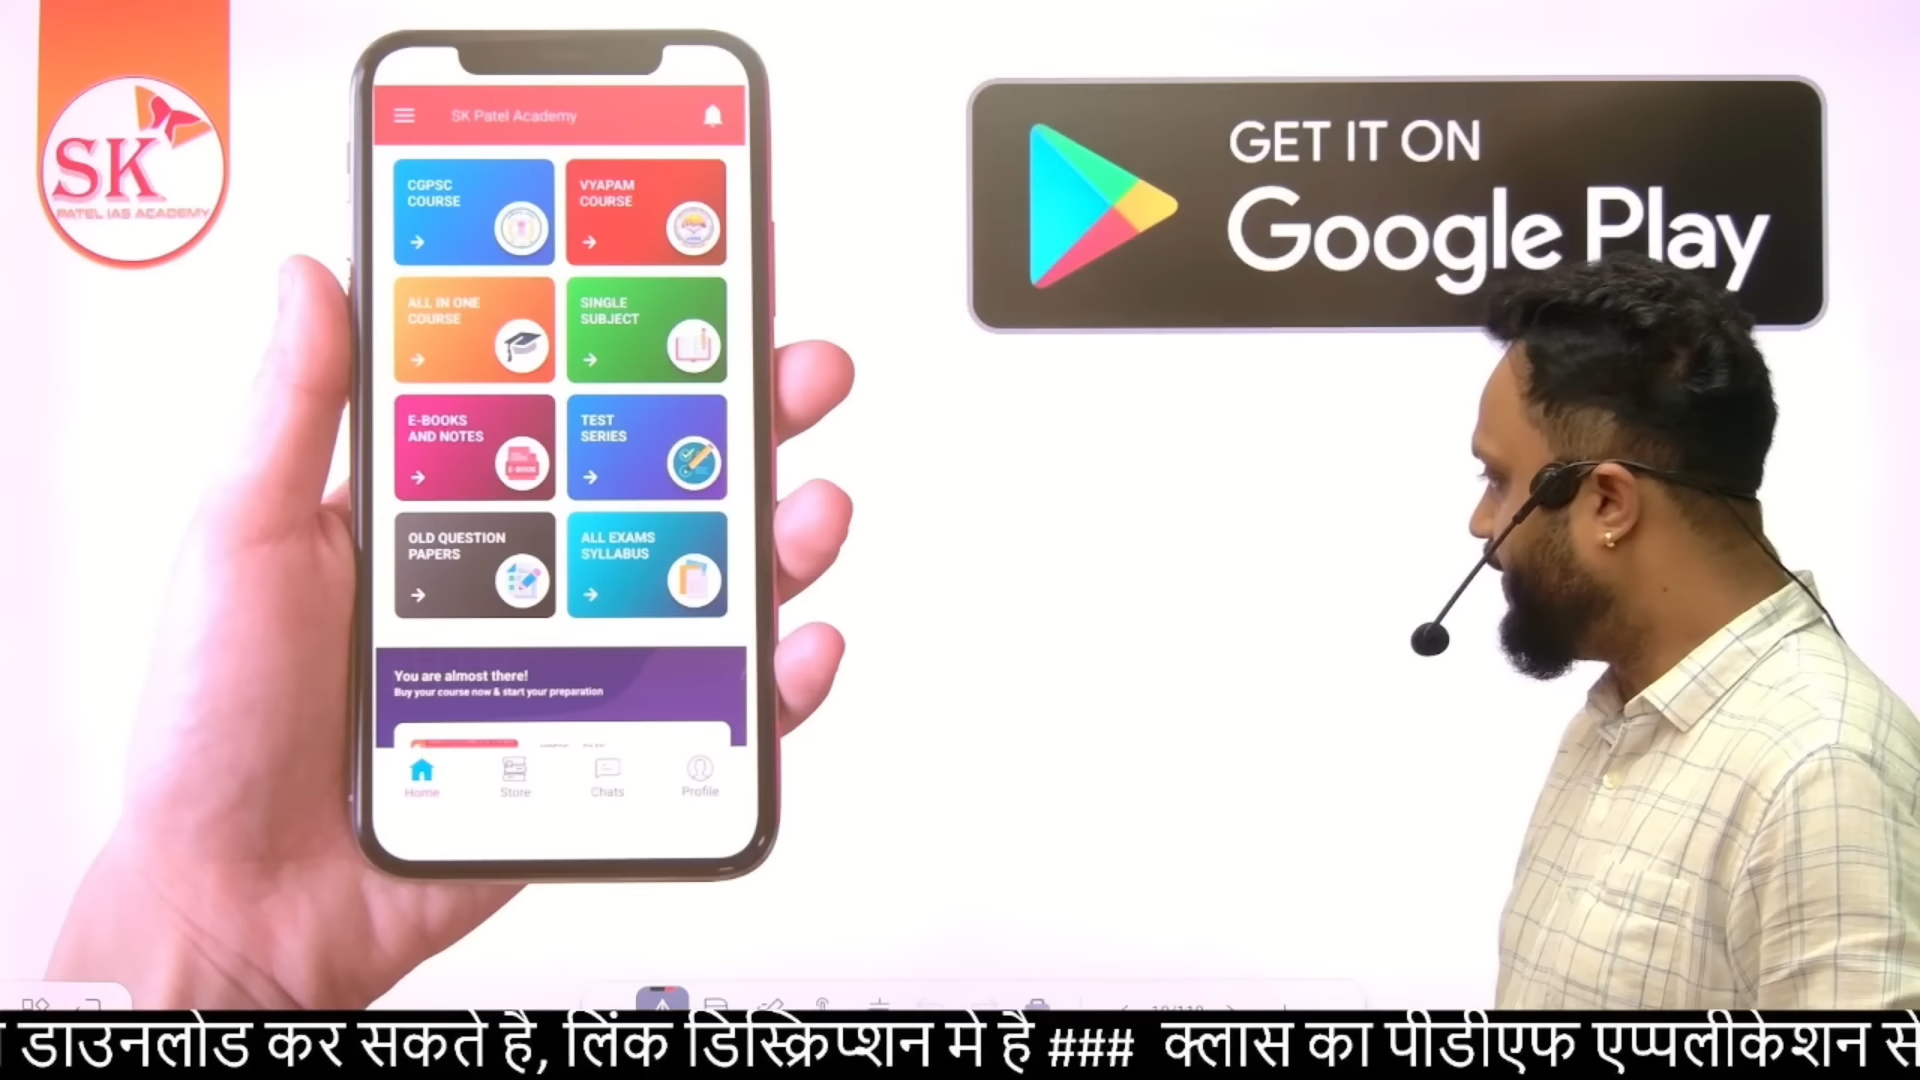 SK
PATEL IAS ACADEMY
SK Patel Academy
CGPSC
COURSE
VYAPAM
COURSE
ALL IN ONE
COURSE
SINGLE
SUBJECT
E-BOOKS
AND NOTES
E-BOOK
TEST
SERIES
OLD QUESTION
PAPERS
ALL EXAMS
SYLLABUS
You are almost there!
Buy your course now & start your preparation
Home
Store
Chats
Profile
GET IT ON
Google Play
डाउनलोड कर सकते है, लिंक डिस्क्रिप्शन मे है ### क्लास का पीडीएफ एप्पलीकेशन से